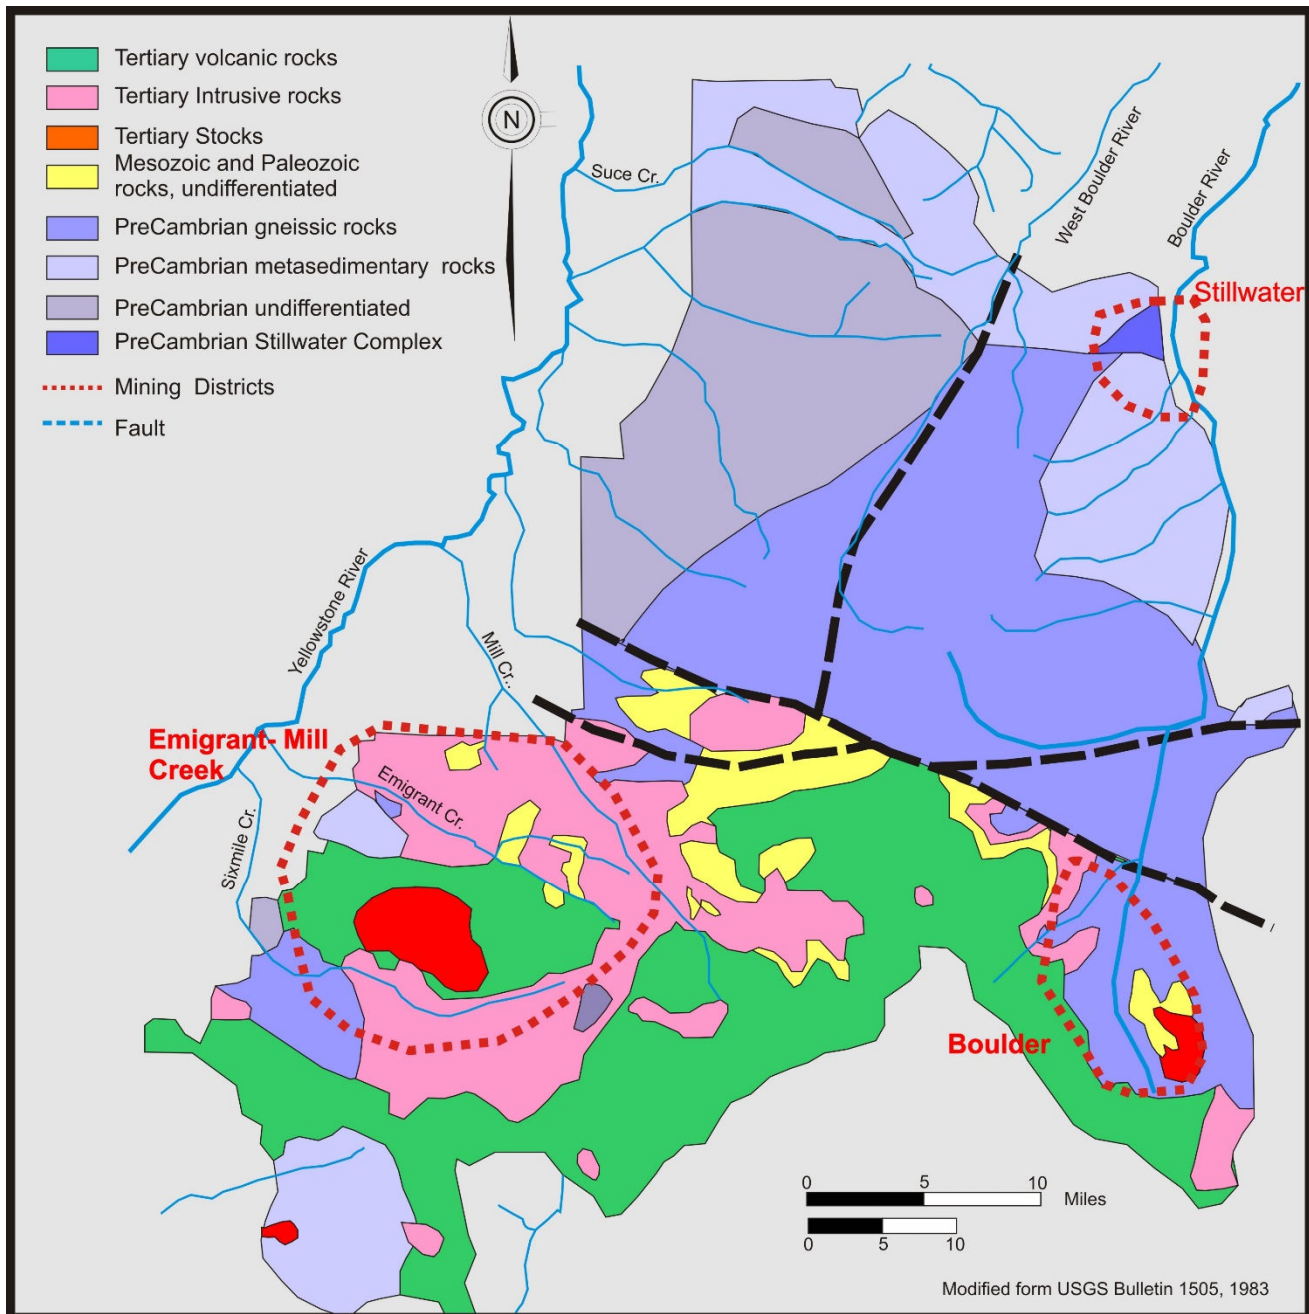 Tertiary volcanic rocks
Tertiary Intrusive rocks
Tertiary Stocks
Mesozoic and Paleozoic
rocks, undifferentiated
PreCambrian gneissic rocks
PreCambrian metasedimentary rocks
PreCambrian undifferentiated
PreCambrian Stillwater Complex
Mining Districts
Fault
N
Suce Cr.
West Boulder River
Boulder River
Stillwater
Yellowstone River
Mill Cr..
Emigrant- Mill
Creek
Emigrant Cr.
Sixmile Cr.
Boulder
0 5 10
Miles
0 5 10
Modified form USGS Bulletin 1505, 1983